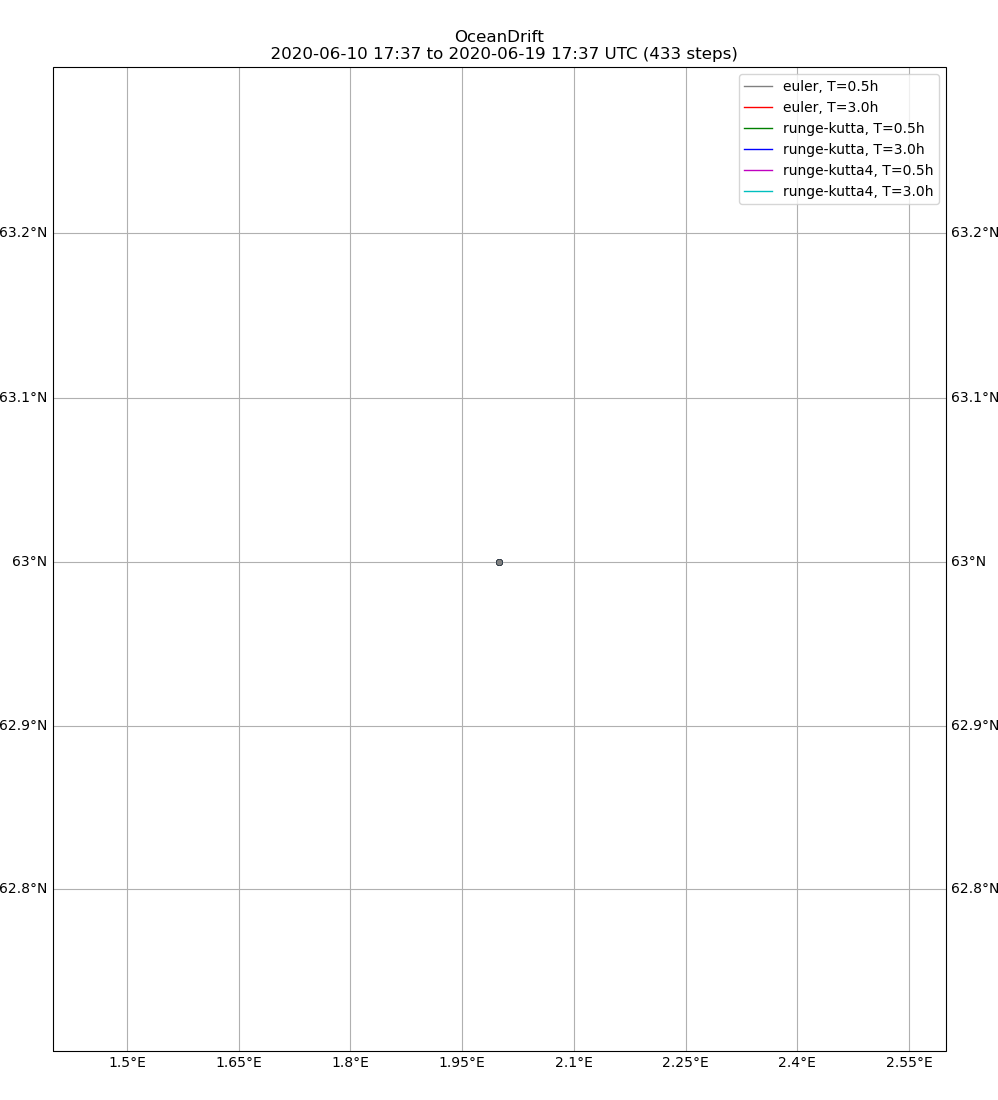 OceanDrift
2020-06-10 17:37 to 2020-06-19 17:37 UTC (433 steps)
euler, T=0.5h
euler, T=3.0h
runge-kutta, T=0.5h
runge-kutta, T=3.0h
runge-kutta4, T=0.5h
runge-kutta4, T=3.0h
63.2°N 63.2°N
63.1°N 63.1°N
63°N 63°N
62.9°N 62.9°N
62.8°N 62.8°N
1.5°E 1.65°E 1.8°E 1.95°E 2.1°E 2.25°E 2.4°E 2.55°E